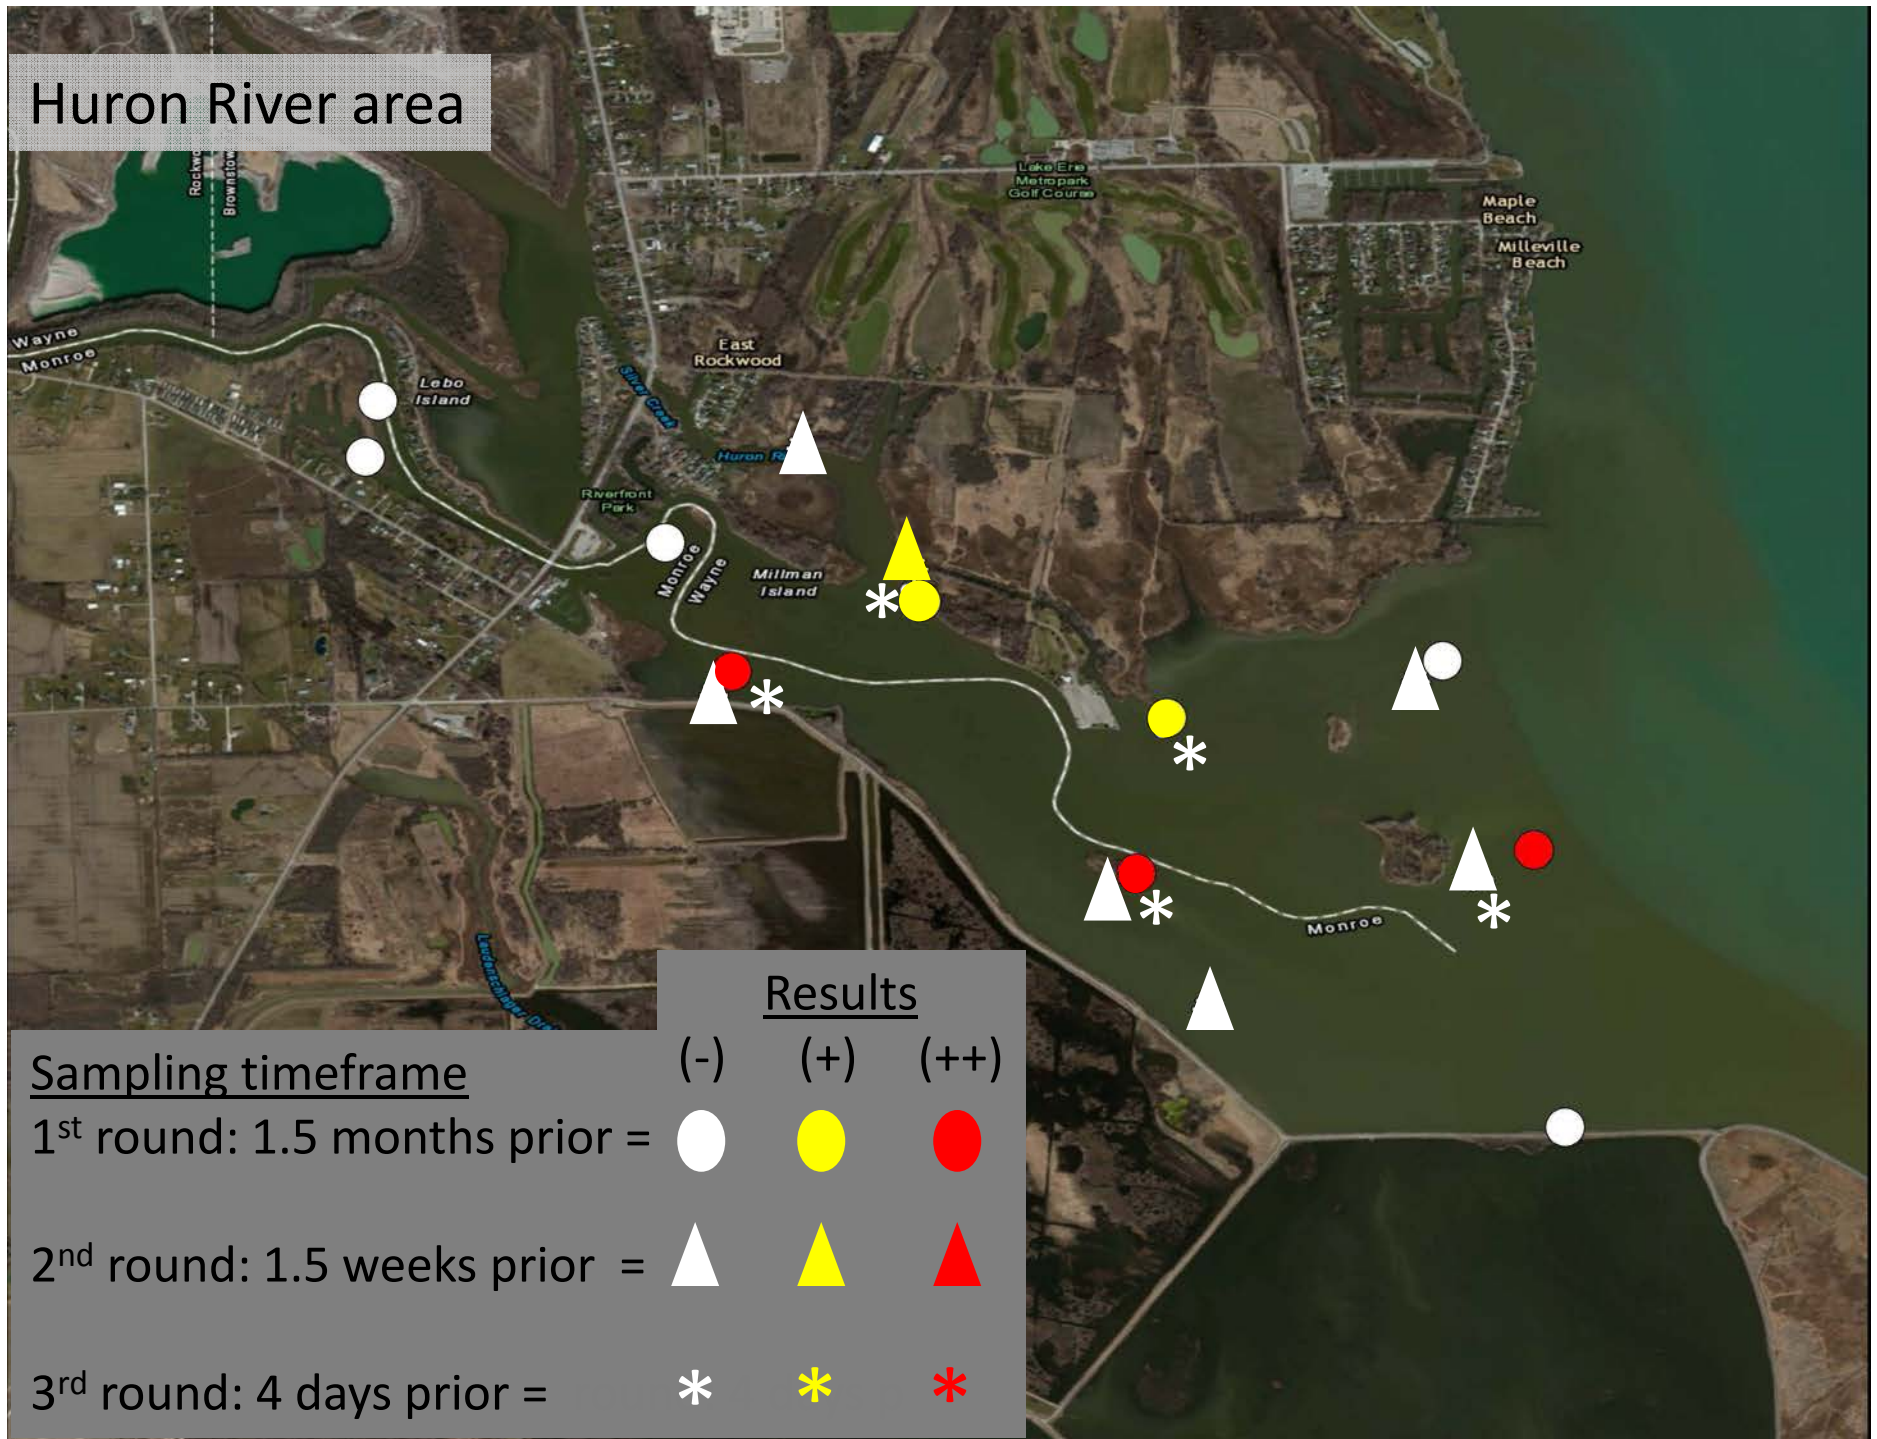 Huron River area
Brownstow
Lake Erie
Metropark
Golf Course
Maple
Beach
Milleville
Beach
Wayne
Monroe
East
Rockwood
Lebo
Island
Silver Creek
Huron
Riverfront
Park
Monroe
Wayne
Millman
Island
* *
*
* *
Monroe
Results
(-) (+) (++)
Sampling timeframe
1st round: 1.5 months prior =
2nd round: 1.5 weeks prior =
3rd round: 4 days prior = * * *